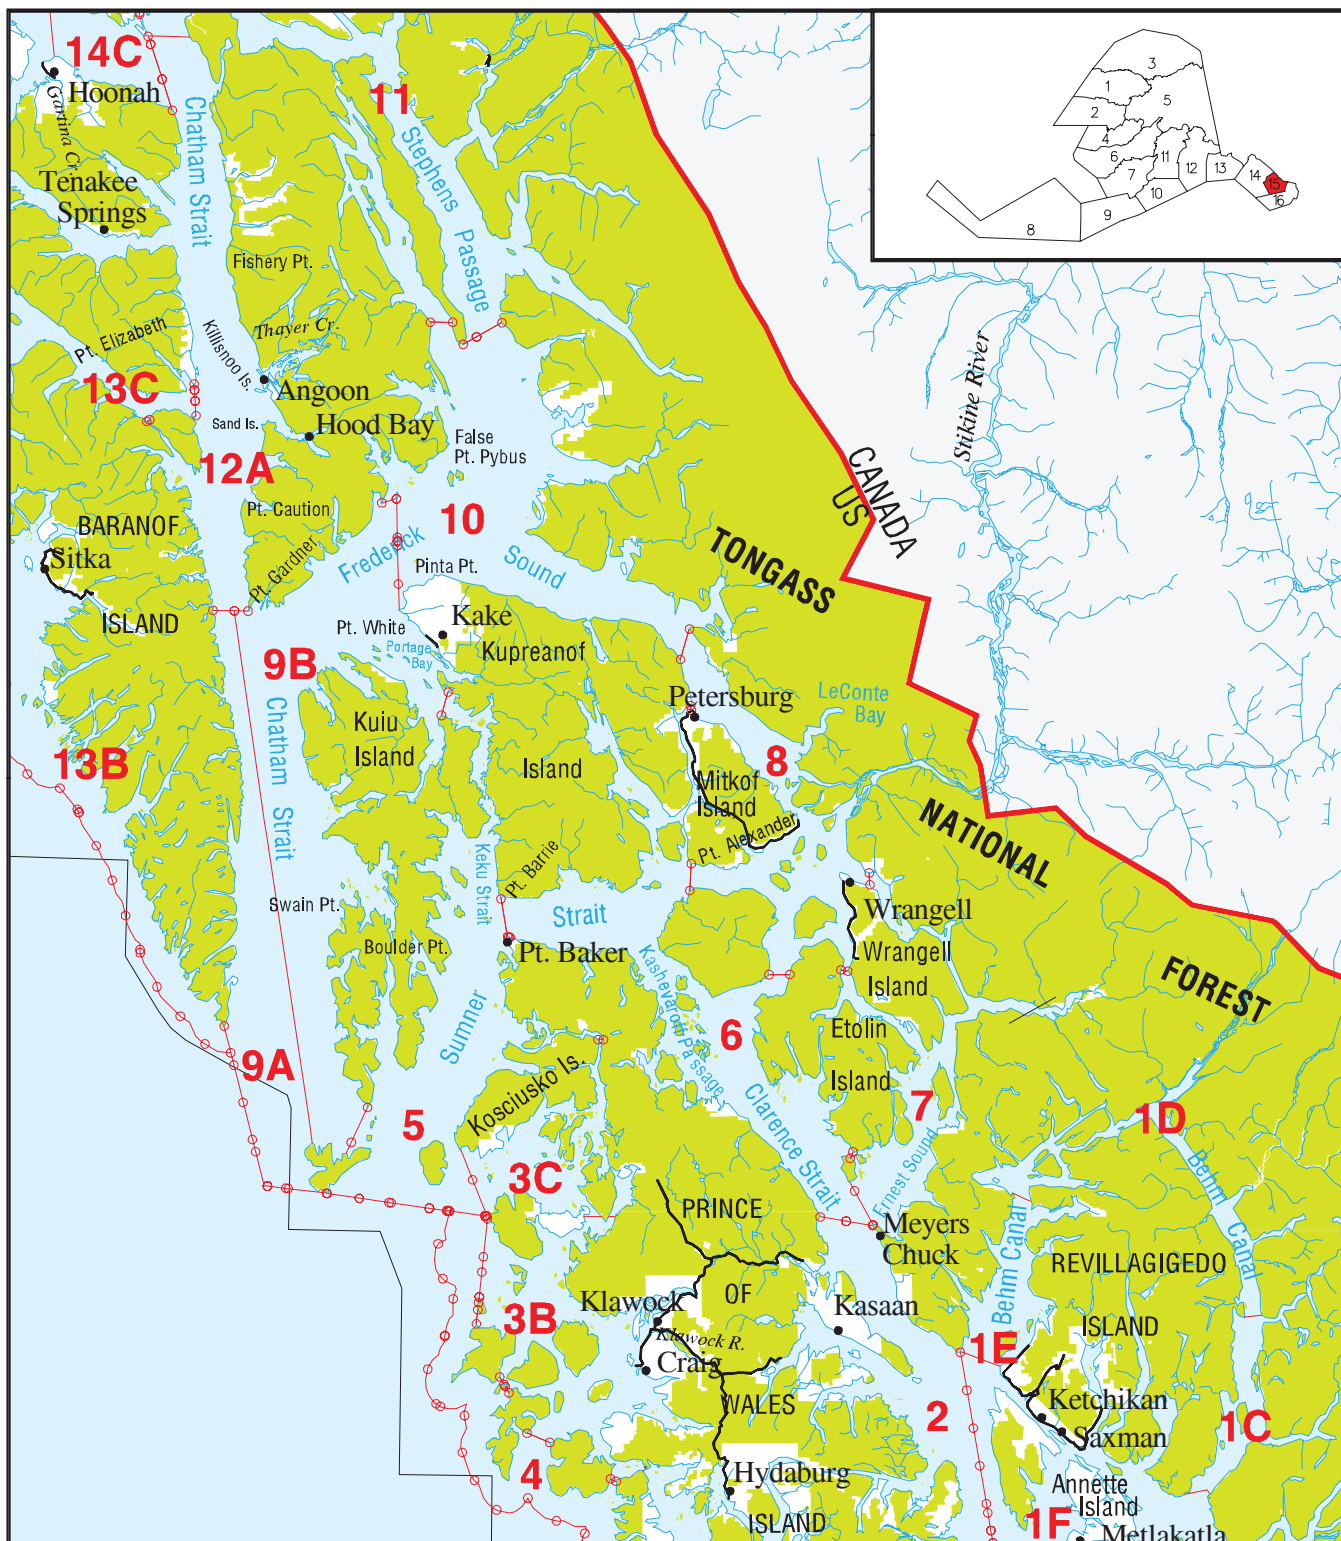 14C
Hoonah
Gartina Cr.
Tenakee
Springs
Chatham Strait
11
Stephens
Passage
Fishery Pt.
Pt. Elizabeth
Killisnoo Is.
Thayer Cr.
13C
Angoon
Sand Is.
Hood Bay
False
Pt. Pybus
12A
Pt. Caution
10
BARANOF
Sitka
ISLAND
Pt. Gardner
Frederick
Sound
Pinta Pt.
Pt. White
Kake
Portage
Bay
Kupreanof
9B
Kuiu
Island
Island
Chatham
Strait
13B
Petersburg
LeConte
Bay
8
Mitkof
Island
Pt. Alexander
TONGASS
NATIONAL
FOREST
CANADA
US
Stikine River
3
1
5
2
4
6
7
11
12
13
14
15
16
10
9
8
Keku Strait
Pt. Barrie
Swain Pt.
Boulder Pt.
Strait
Pt. Baker
Sumner
Kashevaroff Passage
Wrangell
Wrangell
Island
6
Etolin
Island
9A
5
Kosciusko Is.
3C
7
Clarence Strait
Ernest Sound
1D
Behm
Canal
PRINCE
OF
WALES
ISLAND
Meyers
Chuck
Behm Canal
REVILLAGIGEDO
ISLAND
3B
Klawock
Klawock R.
Craig
Kasaan
1E
Ketchikan
Saxman
2
1C
4
Hydaburg
Annette
Island
1F
Metlakatla